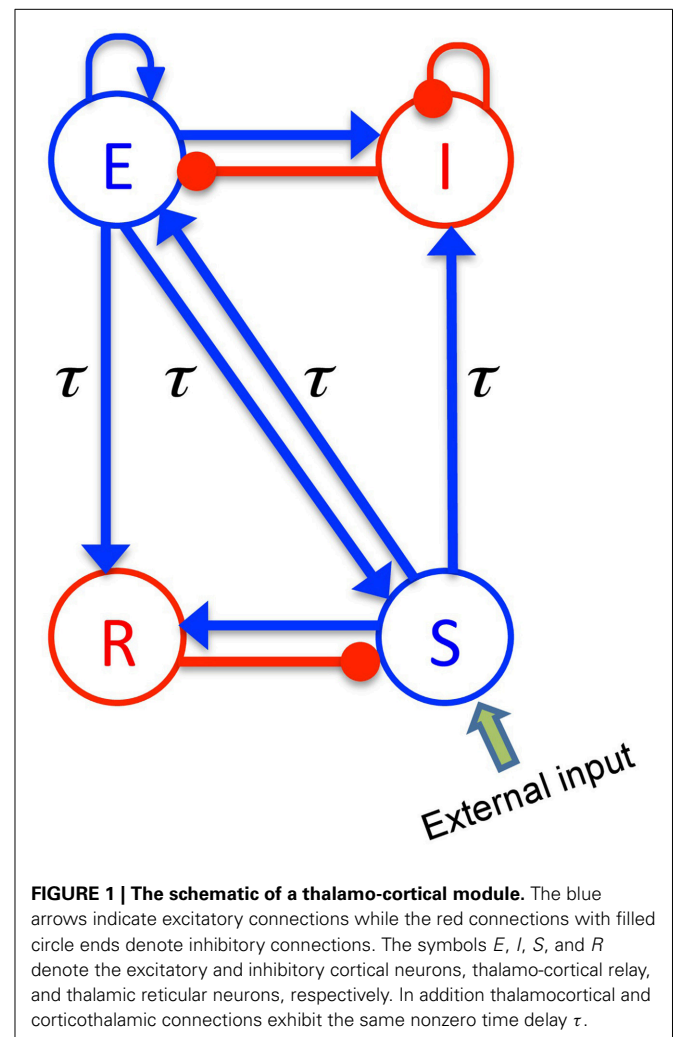 E
I
τ
τ
τ
τ
R
S
External input
FIGURE 1 | The schematic of a thalamo-cortical module. The blue
arrows indicate excitatory connections while the red connections with filled
circle ends denote inhibitory connections. The symbols E, I, S, and R
denote the excitatory and inhibitory cortical neurons, thalamo-cortical relay,
and thalamic reticular neurons, respectively. In addition thalamocortical and
corticothalamic connections exhibit the same nonzero time delay τ.